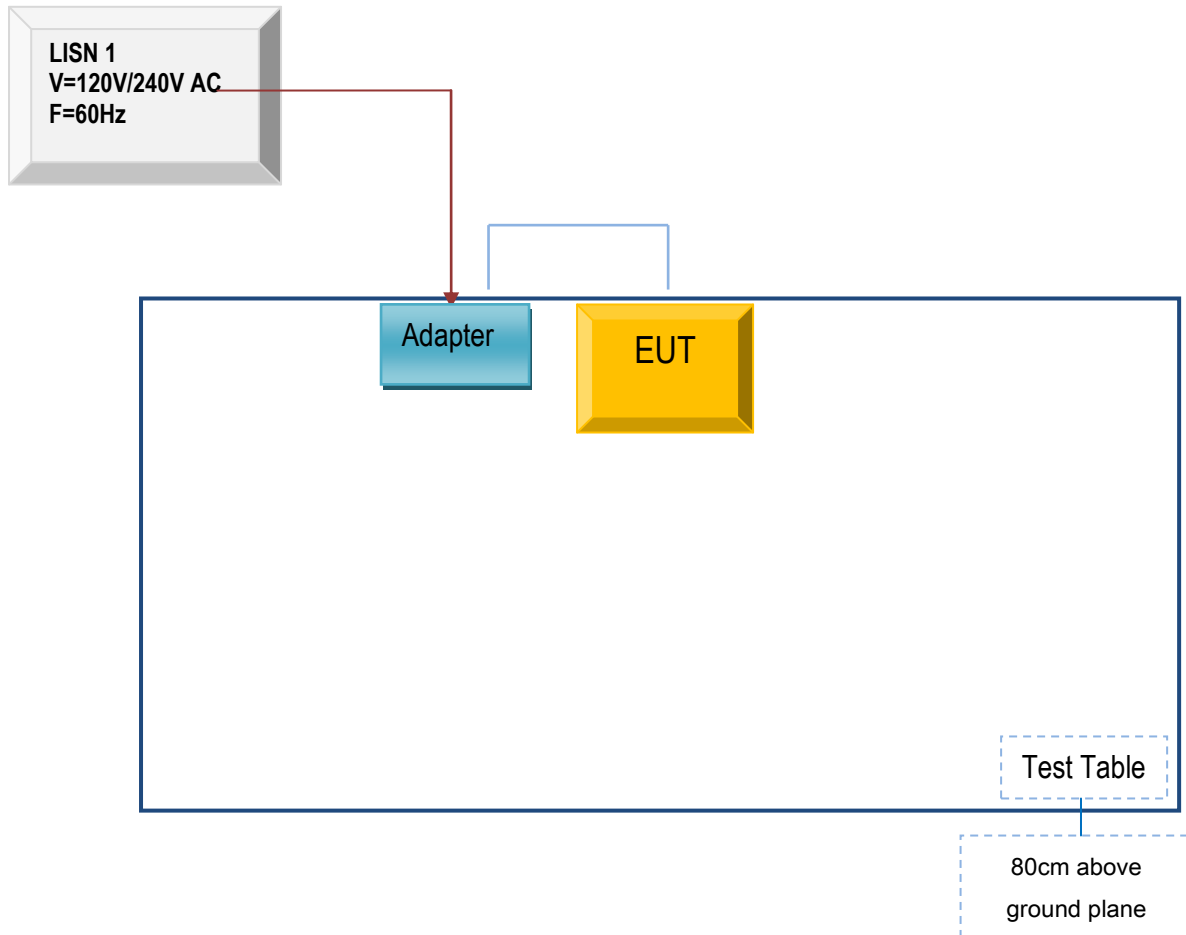 LISN 1
V=120V/240V AC
F=60Hz
Adapter
EUT
Test Table
80cm above
ground plane